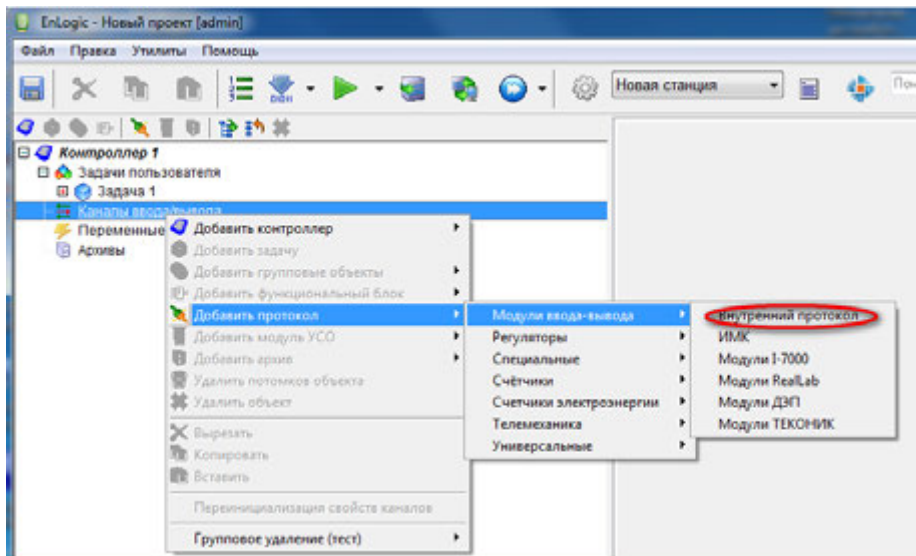 EnLogic - Новый проект [admin]
Файл Правка Утилиты Помощь
Новая станция
Контроллер 1
Задачи пользователя
Задача 1
Каналы ввода/вывода
Переменные
Архивы
Добавить контроллер
Добавить задачу
Добавить групповые объекты
Добавить функциональный блок
Добавить протокол
Добавить модуль УСО
Добавить архив
Удалить потомков объекта
Удалить объект
Вырезать
Копировать
Вставить
Переинициализация свойств каналов
Групповое удаление (тест)
Модули ввода-вывода
Регуляторы
Специальные
Счётчики
Счетчики электроэнергии
Телемеханика
Универсальные
Внутренний протокол
ИМК
Модули I-7000
Модули RealLab
Модули ДЭП
Модули ТЕКОНИК